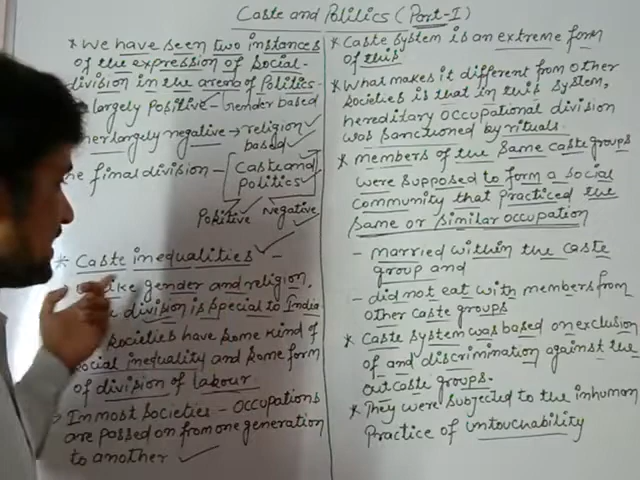 Caste and Politics (Part-I)
* We have seen two instances
of the expression of social-
division in the arena of Politics-
largely Positive - Gender based
her largely negative → religion
based
he final division - Caste and
Politics
Positive Negative
* Caste inequalities -
gender and religion,
division is special to India
societies have some kind of
social inequality and some form
of division of labour
In most societies - Occupations
are passed on from one generation
to another
Caste system is an extreme form
of this
* What makes it different from other
societies is that in this system,
hereditary occupational division
was sanctioned by rituals.
* members of the same caste groups
were supposed to form a social
community that practiced the
same or similar occupation
- married within the caste
group and
- did not eat with members from
other caste groups
* Caste system was based on exclusion
of and discrimination against the
outcaste groups.
* They were subjected to the inhuman
Practice of untouchability